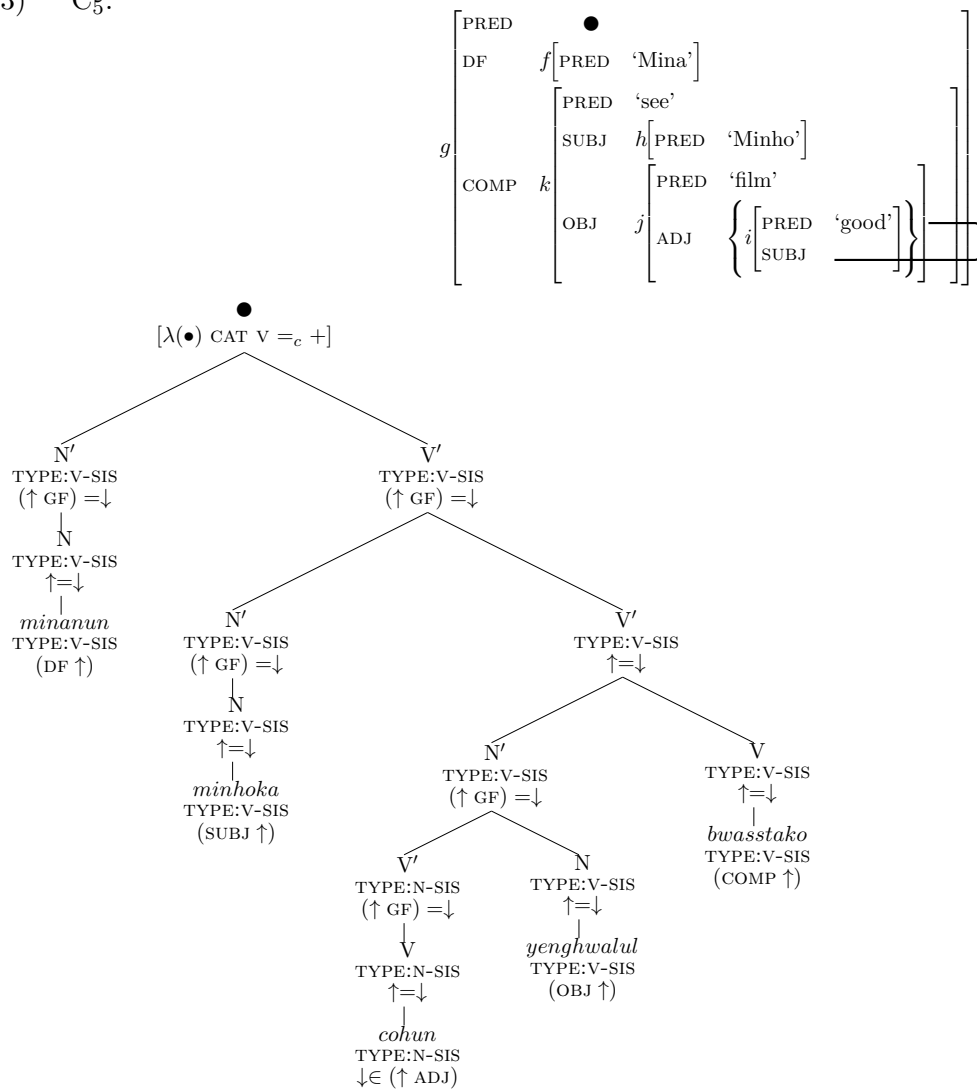 3) C₅.
PRED ●
DF f[PRED ‘Mina’]
PRED ‘see’
SUBJ h[PRED ‘Minho’]
g
COMP k
PRED ‘film’
OBJ j
ADJ { i[PRED ‘good’
SUBJ ] }
●
[λ(●) CAT V =c +]
N′ V′
TYPE:V-SIS TYPE:V-SIS
(↑ GF) =↓ (↑ GF) =↓
N
TYPE:V-SIS
↑=↓
minanun N′ V′
TYPE:V-SIS TYPE:V-SIS TYPE:V-SIS
(DF ↑) (↑ GF) =↓ ↑=↓
N
TYPE:V-SIS
↑=↓
N′ V
TYPE:V-SIS TYPE:V-SIS
(↑ GF) =↓ ↑=↓
minhoka
TYPE:V-SIS
(SUBJ ↑)
bwasstako
TYPE:V-SIS
(COMP ↑)
V′ N
TYPE:N-SIS TYPE:V-SIS
(↑ GF) =↓ ↑=↓
V yenghwalul
TYPE:N-SIS TYPE:V-SIS
↑=↓ (OBJ ↑)
cohun
TYPE:N-SIS
↓∈ (↑ ADJ)